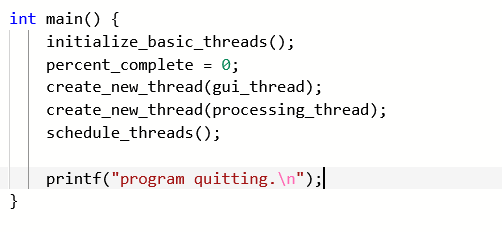 int main() {
    initialize_basic_threads();
    percent_complete = 0;
    create_new_thread(gui_thread);
    create_new_thread(processing_thread);
    schedule_threads();

    printf("program quitting.\n");
}